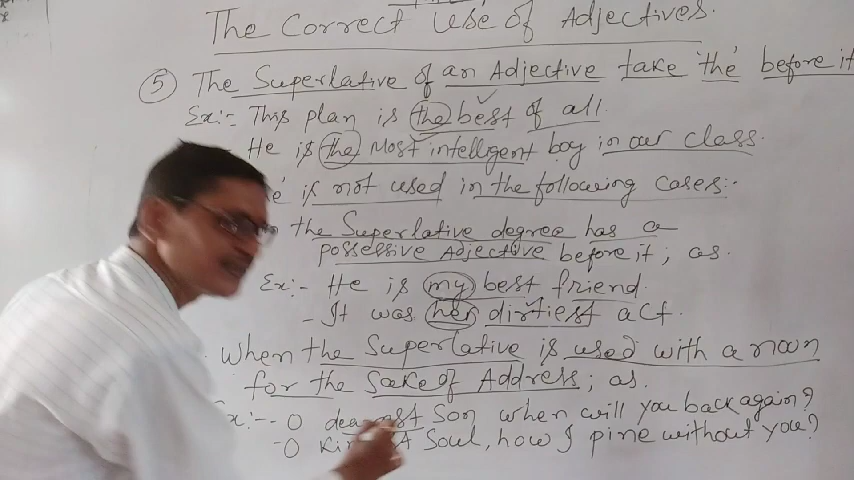 The Correct Use of Adjectives.
⑤ The Superlative of an Adjective take 'the' before it
Ex:- This plan is the best of all.
- He is the most intelligent boy in our class.
is not used in the following cases:-
the Superlative degree has a
possessive Adjective before it; as.
Ex:- He is my best friend.
- It was her dirtiest act.
When the Superlative is used with a noun
for the Sake of Address; as.
Ex:- - O dearest Son when will you back again?
- O Soul, how I pine without you?